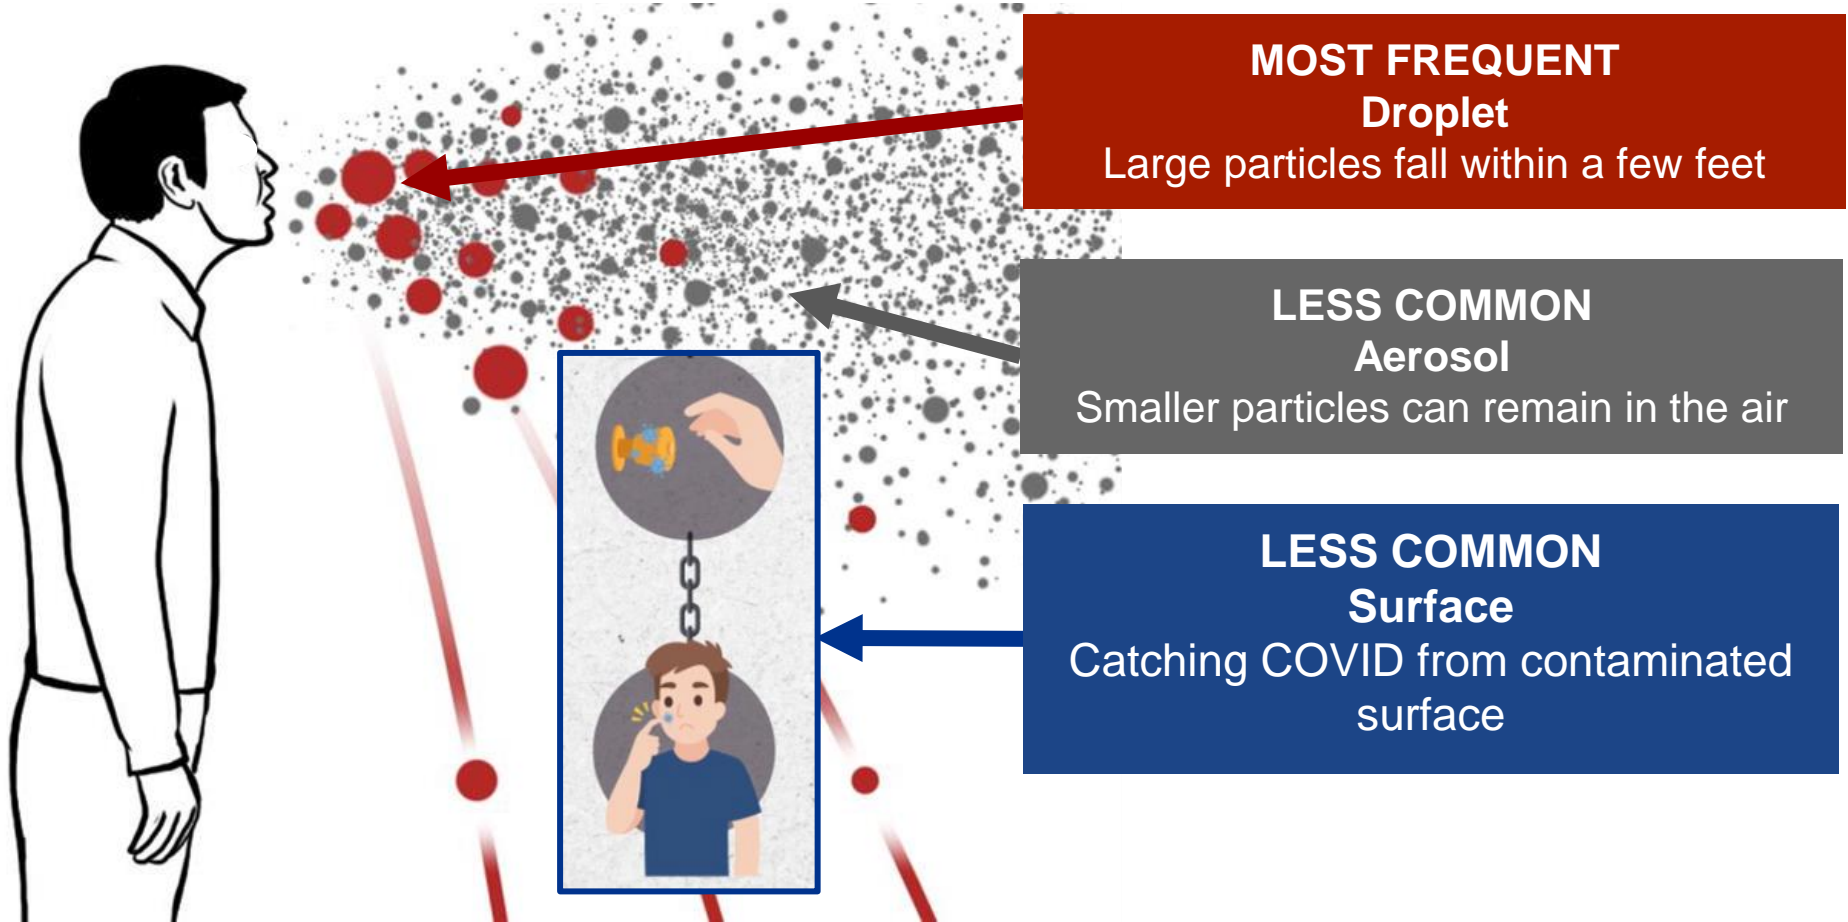 MOST FREQUENT
Droplet
Large particles fall within a few feet
LESS COMMON
Aerosol
Smaller particles can remain in the air
LESS COMMON
Surface
Catching COVID from contaminated
surface